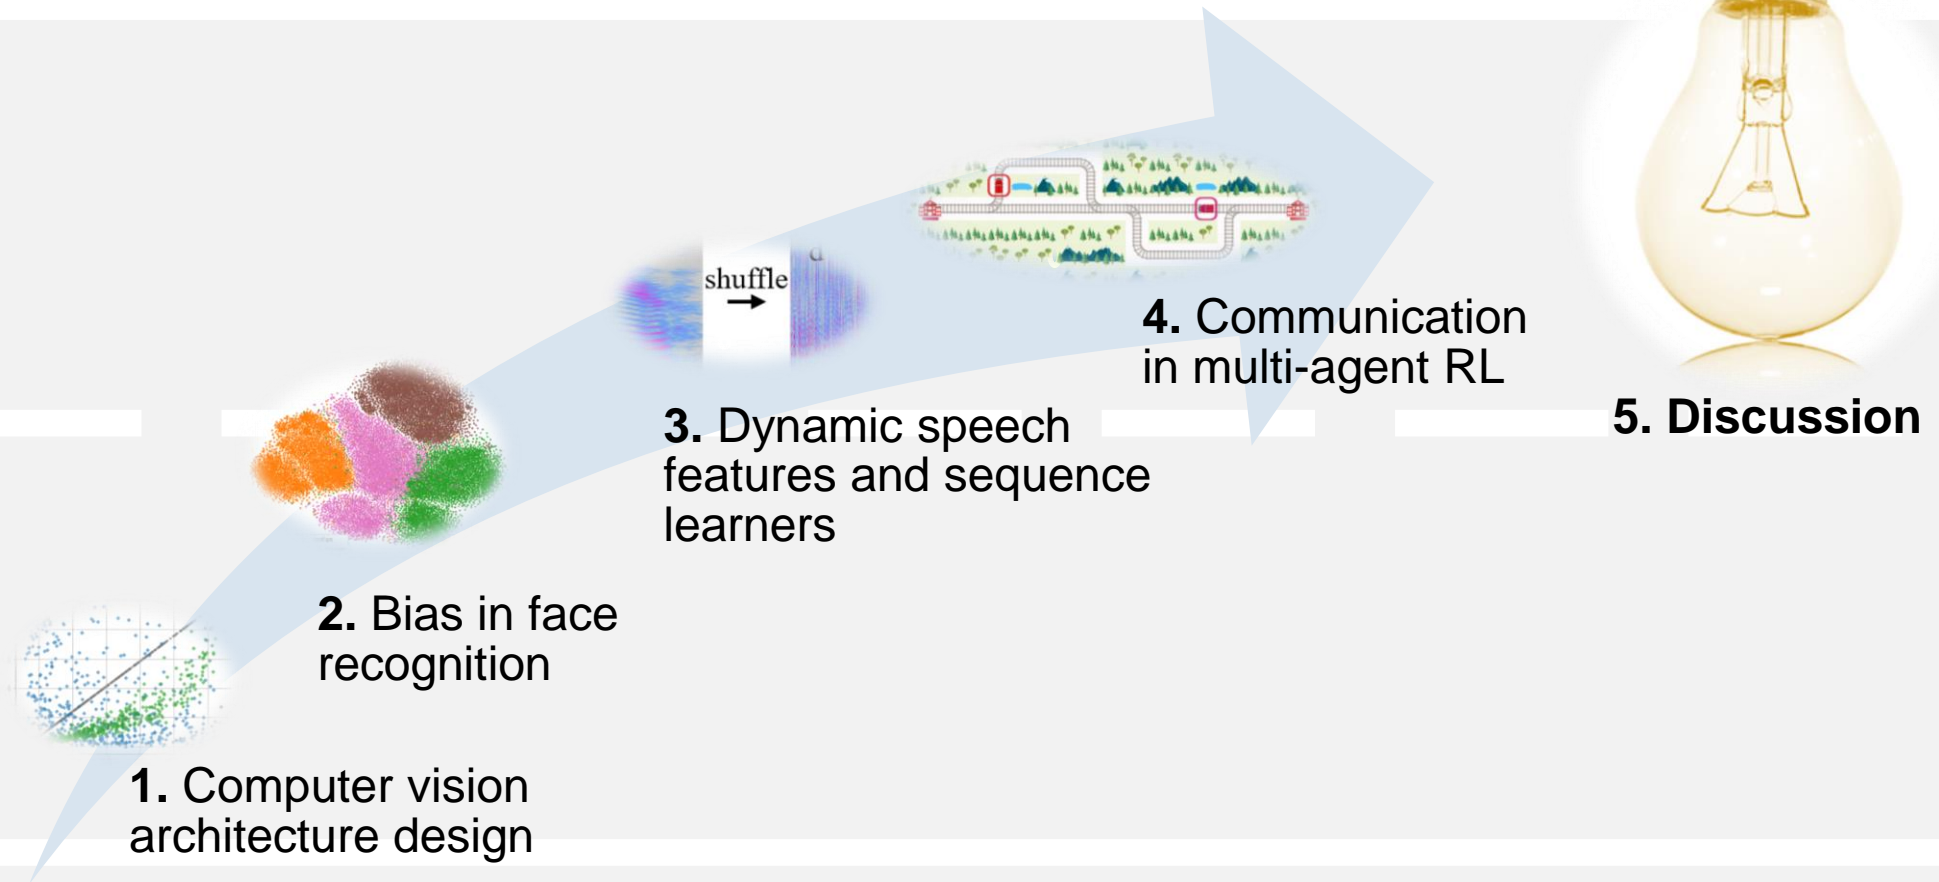 1. Computer vision
architecture design
2. Bias in face
recognition
shuffle
d
3. Dynamic speech
features and sequence
learners
4. Communication
in multi-agent RL
5. Discussion